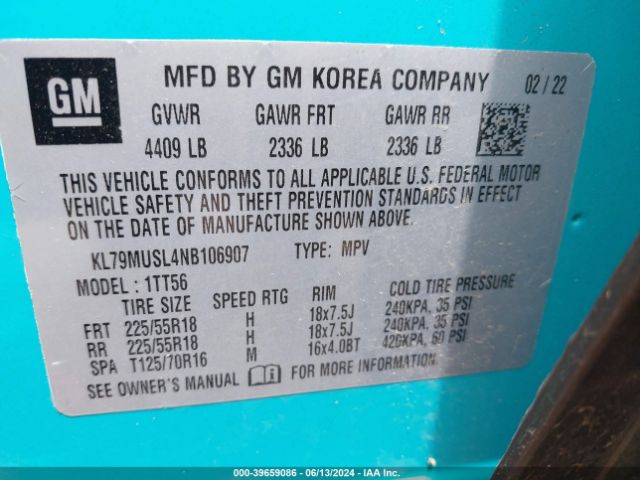 GM
MFD BY GM KOREA COMPANY 02 / 22
GVWR GAWR FRT GAWR RR
4409 LB 2336 LB 2336 LB
THIS VEHICLE CONFORMS TO ALL APPLICABLE U.S. FEDERAL MOTOR
VEHICLE SAFETY AND THEFT PREVENTION STANDARDS IN EFFECT
ON THE DATE OF MANUFACTURE SHOWN ABOVE.
KL79MUSL4NB106907 TYPE: MPV
MODEL : 1TT56
TIRE SIZE SPEED RTG RIM COLD TIRE PRESSURE
FRT 225/55R18 H 18x7.5J 240KPA, 35 PSI
RR 225/55R18 H 18x7.5J 240KPA, 35 PSI
SPA T125/70R16 M 16x4.0BT 420KPA, 60 PSI
SEE OWNER'S MANUAL FOR MORE INFORMATION
000-39659086 - 06/13/2024 - IAA Inc.